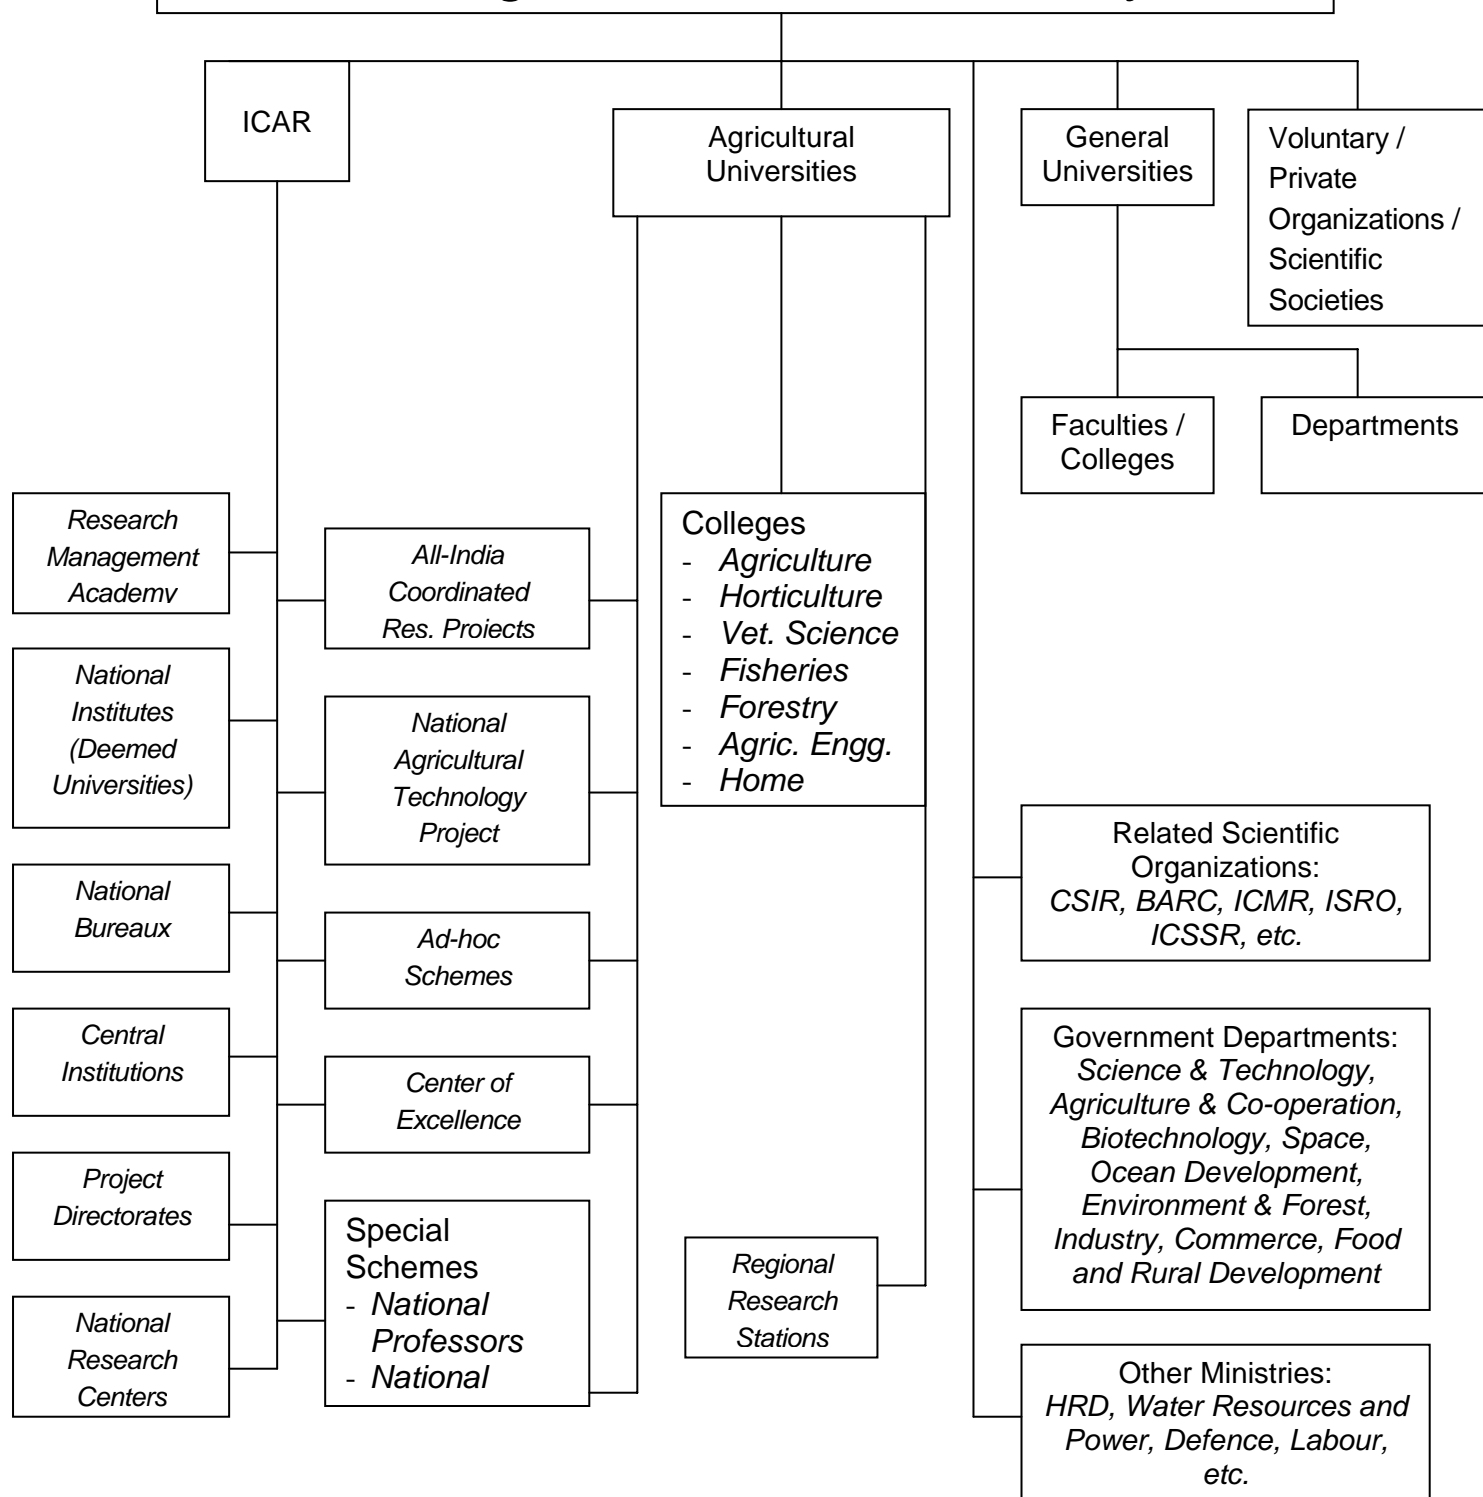 ICAR
Agricultural
Universities
General
Universities
Voluntary /
Private
Organizations /
Scientific
Societies
Faculties /
Colleges
Departments
Research
Management
Academy
National
Institutes
(Deemed
Universities)
National
Bureaux
Central
Institutions
Project
Directorates
National
Research
Centers
All-India
Coordinated
Res. Projects
National
Agricultural
Technology
Project
Ad-hoc
Schemes
Center of
Excellence
Special
Schemes
- National
Professors
- National
Colleges
- Agriculture
- Horticulture
- Vet. Science
- Fisheries
- Forestry
- Agric. Engg.
- Home
Regional
Research
Stations
Related Scientific
Organizations:
CSIR, BARC, ICMR, ISRO,
ICSSR, etc.
Government Departments:
Science & Technology,
Agriculture & Co-operation,
Biotechnology, Space,
Ocean Development,
Environment & Forest,
Industry, Commerce, Food
and Rural Development
Other Ministries:
HRD, Water Resources and
Power, Defence, Labour,
etc.